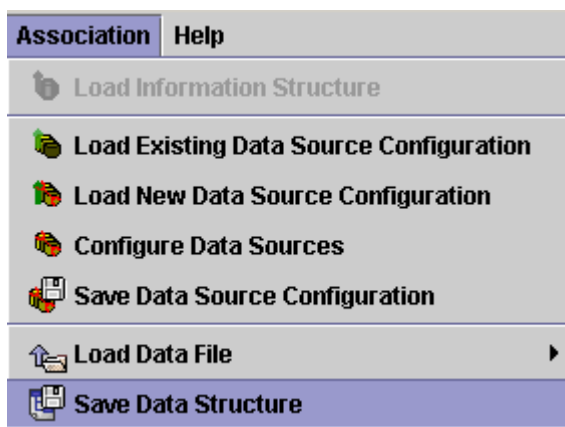 Association Help
Load Information Structure
Load Existing Data Source Configuration
Load New Data Source Configuration
Configure Data Sources
Save Data Source Configuration
Load Data File
Save Data Structure